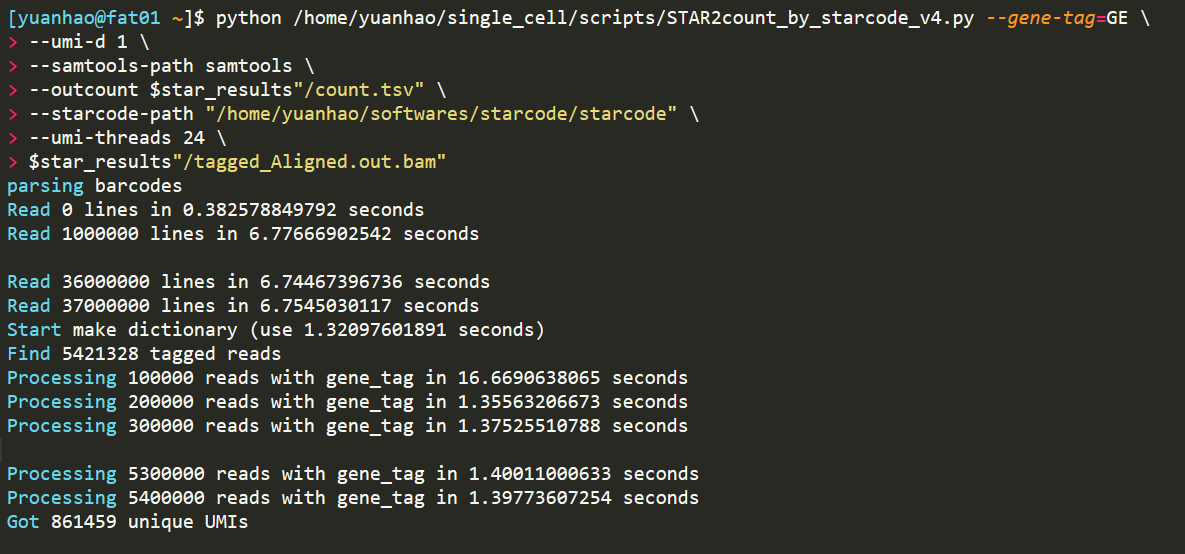 [yuanhao@fat01 ~]$ python /home/yuanhao/single_cell/scripts/STAR2count_by_starcode_v4.py --gene-tag=GE \
> --umi-d 1 \
> --samtools-path samtools \
> --outcount $star_results"/count.tsv" \
> --starcode-path "/home/yuanhao/softwares/starcode/starcode" \
> --umi-threads 24 \
> $star_results"/tagged_Aligned.out.bam"
parsing barcodes
Read 0 lines in 0.382578849792 seconds
Read 1000000 lines in 6.77666902542 seconds
Read 36000000 lines in 6.74467396736 seconds
Read 37000000 lines in 6.7545030117 seconds
Start make dictionary (use 1.32097601891 seconds)
Find 5421328 tagged reads
Processing 100000 reads with gene_tag in 16.6690638065 seconds
Processing 200000 reads with gene_tag in 1.35563206673 seconds
Processing 300000 reads with gene_tag in 1.37525510788 seconds
Processing 5300000 reads with gene_tag in 1.40011000633 seconds
Processing 5400000 reads with gene_tag in 1.39773607254 seconds
Got 861459 unique UMIs